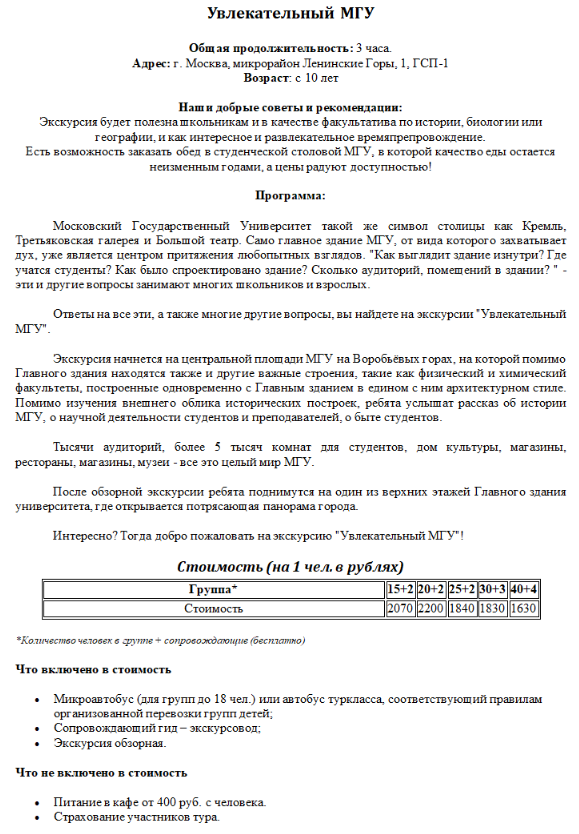 Увлекательный МГУ
Общая продолжительность: 3 часа.
Адрес: г. Москва, микрорайон Ленинские Горы, 1, ГСП-1
Возраст: с 10 лет
Наши добрые советы и рекомендации:
Экскурсия будет полезна школьникам и в качестве факультатива по истории, биологии или
географии, и как интересное и развлекательное времяпрепровождение.
Есть возможность заказать обед в студенческой столовой МГУ, в которой качество еды остается
неизменным годами, а цены радуют доступностью!
Программа:
Московский Государственный Университет такой же символ столицы как Кремль,
Третьяковская галерея и Большой театр. Само главное здание МГУ, от вида которого захватывает
дух, уже является центром притяжения любопытных взглядов. "Как выглядит здание изнутри? Где
учатся студенты? Как было спроектировано здание? Сколько аудиторий, помещений в здании? " -
эти и другие вопросы занимают многих школьников и взрослых.
Ответы на все эти, а также многие другие вопросы, вы найдете на экскурсии "Увлекательный
МГУ".
Экскурсия начнется на центральной площади МГУ на Воробьёвых горах, на которой помимо
Главного здания находятся также и другие важные строения, такие как физический и химический
факультеты, построенные одновременно с Главным зданием в едином с ним архитектурном стиле.
Помимо изучения внешнего облика исторических построек, ребята услышат рассказ об истории
МГУ, о научной деятельности студентов и преподавателей, о быте студентов.
Тысячи аудиторий, более 5 тысяч комнат для студентов, дом культуры, магазины,
рестораны, магазины, музеи - все это целый мир МГУ.
После обзорной экскурсии ребята поднимутся на один из верхних этажей Главного здания
университета, где открывается потрясающая панорама города.
Интересно? Тогда добро пожаловать на экскурсию "Увлекательный МГУ"!
Стоимость (на 1 чел. в рублях)
Группа* 15+2 20+2 25+2 30+3 40+4
Стоимость 2070 2200 1840 1830 1630
*Количество человек в группе + сопровождающие (бесплатно)
Что включено в стоимость
• Микроавтобус (для групп до 18 чел.) или автобус туркласса, соответствующий правилам
организованной перевозки групп детей;
• Сопровождающий гид – экскурсовод;
• Экскурсия обзорная.
Что не включено в стоимость
• Питание в кафе от 400 руб. с человека.
• Страхование участников тура.